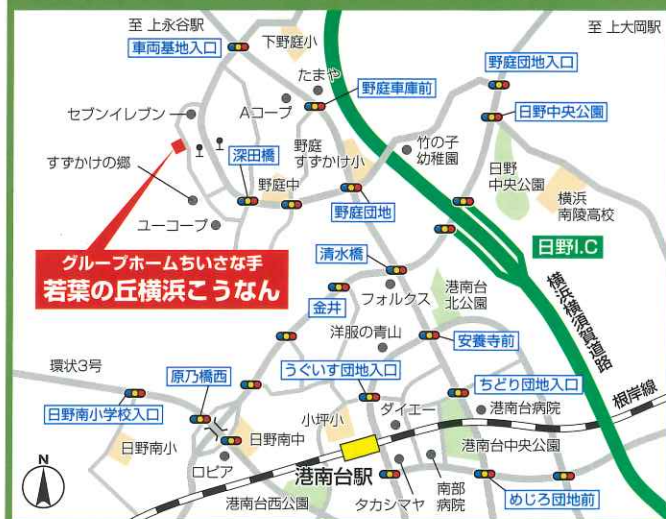 至 上永谷駅
至 上大岡駅
車両基地入口
下野庭小
たまや
野庭団地入口
セブンイレブン
Aコープ
野庭車庫前
日野中央公園
すずかけの郷
深田橋
野庭
すずかけ小
竹の子
幼稚園
野庭中
日野
中央公園
横浜
南陵高校
ユーコープ
野庭団地
グループホームちいさな手
若葉の丘横浜こうなん
清水橋
日野I.C
フォルクス
港南台
北公園
金井
横浜横須賀道路
洋服の青山
安養寺前
環状3号
原乃橋西
うぐいす団地入口
ちどり団地入口
根岸線
日野南小学校入口
小坪小
ダイエー
港南台病院
日野南小
日野南中
港南台中央公園
ロピア
港南台駅
N
港南台西公園
タカシマヤ
南部
病院
めじろ団地前